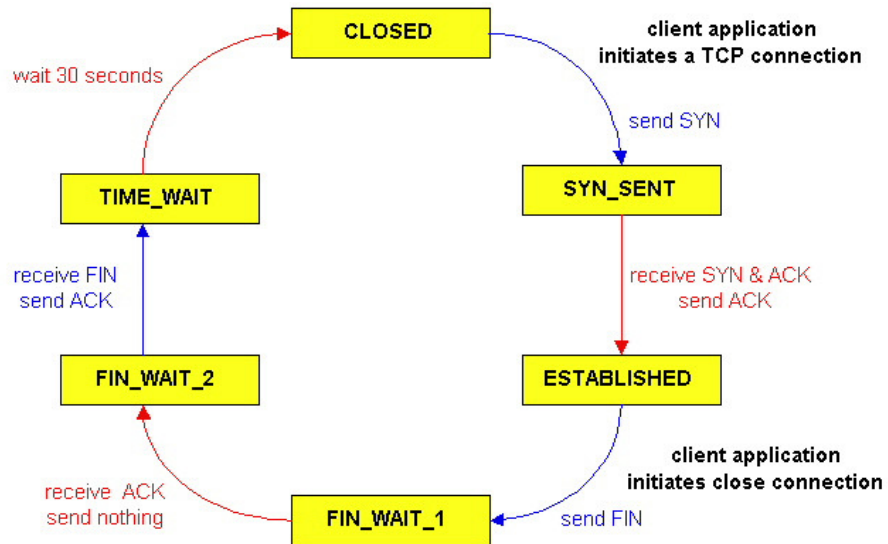 CLOSED
client application
initiates a TCP connection
wait 30 seconds
send SYN
TIME_WAIT
SYN_SENT
receive FIN
send ACK
receive SYN & ACK
send ACK
FIN_WAIT_2
ESTABLISHED
client application
initiates close connection
receive ACK
send nothing
FIN_WAIT_1
send FIN